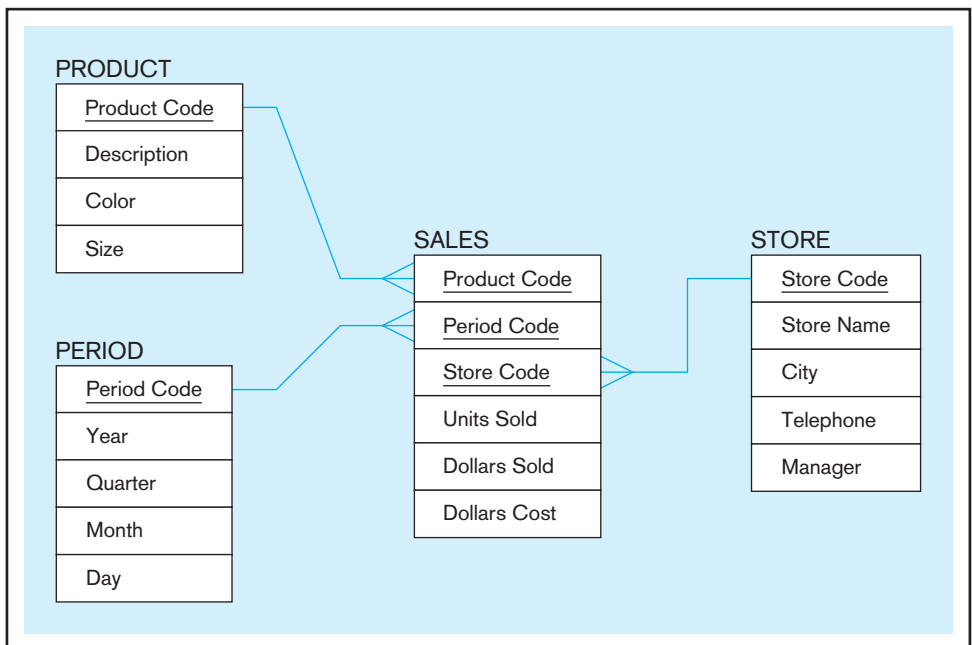 PRODUCT
Product Code
Description
Color
Size
PERIOD
Period Code
Year
Quarter
Month
Day
SALES
Product Code
Period Code
Store Code
Units Sold
Dollars Sold
Dollars Cost
STORE
Store Code
Store Name
City
Telephone
Manager